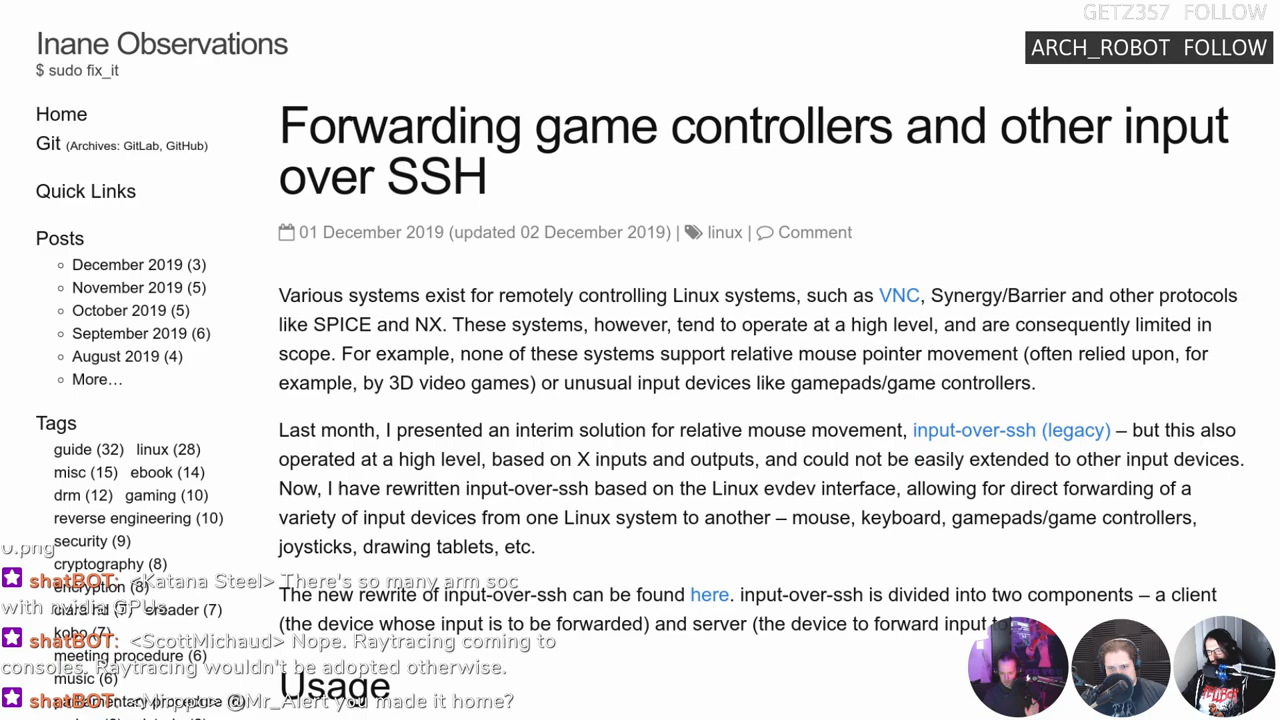 GETZ357 FOLLOW
ARCH_ROBOT FOLLOW
Inane Observations
$ sudo fix_it
Home
Git (Archives: GitLab, GitHub)
Quick Links
Posts
December 2019 (3)
November 2019 (5)
October 2019 (5)
September 2019 (6)
August 2019 (4)
More…
Tags
guide (32) linux (28)
misc (15) ebook (14)
drm (12) gaming (10)
reverse engineering (10)
security (9)
cryptography (8)
encryption (8)
(7)
kobo (7)
meeting procedure (6)
music (6)
Forwarding game controllers and other input
over SSH
01 December 2019 (updated 02 December 2019) | linux | Comment
Various systems exist for remotely controlling Linux systems, such as VNC, Synergy/Barrier and other protocols
like SPICE and NX. These systems, however, tend to operate at a high level, and are consequently limited in
scope. For example, none of these systems support relative mouse pointer movement (often relied upon, for
example, by 3D video games) or unusual input devices like gamepads/game controllers.
Last month, I presented an interim solution for relative mouse movement, input-over-ssh (legacy) – but this also
operated at a high level, based on X inputs and outputs, and could not be easily extended to other input devices.
Now, I have rewritten input-over-ssh based on the Linux evdev interface, allowing for direct forwarding of a
variety of input devices from one Linux system to another – mouse, keyboard, gamepads/game controllers,
joysticks, drawing tablets, etc.
The new rewrite of input-over-ssh can be found here. input-over-ssh is divided into two components – a client
(the device whose input is to be forwarded) and server (the device to forward input to
Usage
0.png
shatBOT: <Katana Steel> There's so many arm soc
with nvidia GPUs
shatBOT: <ScottMichaud> Nope. Raytracing coming to
consoles. Raytracing wouldn't be adopted otherwise.
shatBOT: <Mirops> @Mr_Alert you made it home?